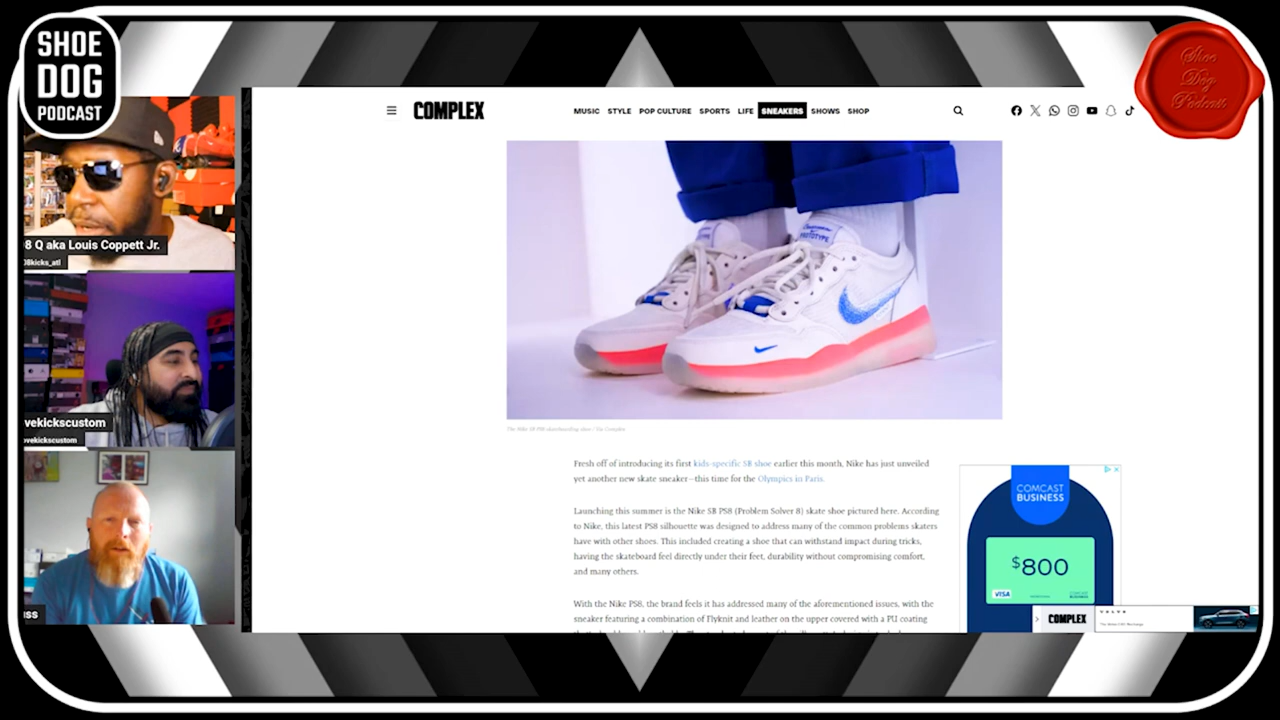 SHOE
DOG
PODCAST
Shoe
Dog
Podcast
COMPLEX
MUSIC STYLE POP CULTURE SPORTS LIFE SNEAKERS SHOWS SHOP
8 Q aka Louis Coppett Jr.
8kicks_atl
vekickscustom
vekickscustom
ISS
PROTOTYPE
The Nike SB PS8 skateboarding shoe / Via Complex
Fresh off of introducing its first kids-specific SB shoe earlier this month, Nike has just unveiled
yet another new skate sneaker—this time for the Olympics in Paris.
Launching this summer is the Nike SB PS8 (Problem Solver 8) skate shoe pictured here. According
to Nike, this latest PS8 silhouette was designed to address many of the common problems skaters
have with other shoes. This included creating a shoe that can withstand impact during tricks,
having the skateboard feel directly under their feet, durability without compromising comfort,
and many others.
With the Nike PS8, the brand feels it has addressed many of the aforementioned issues, with the
sneaker featuring a combination of Flyknit and leather on the upper covered with a PU coating
COMCAST
BUSINESS
$800
VISA
COMPLEX
VOLVO